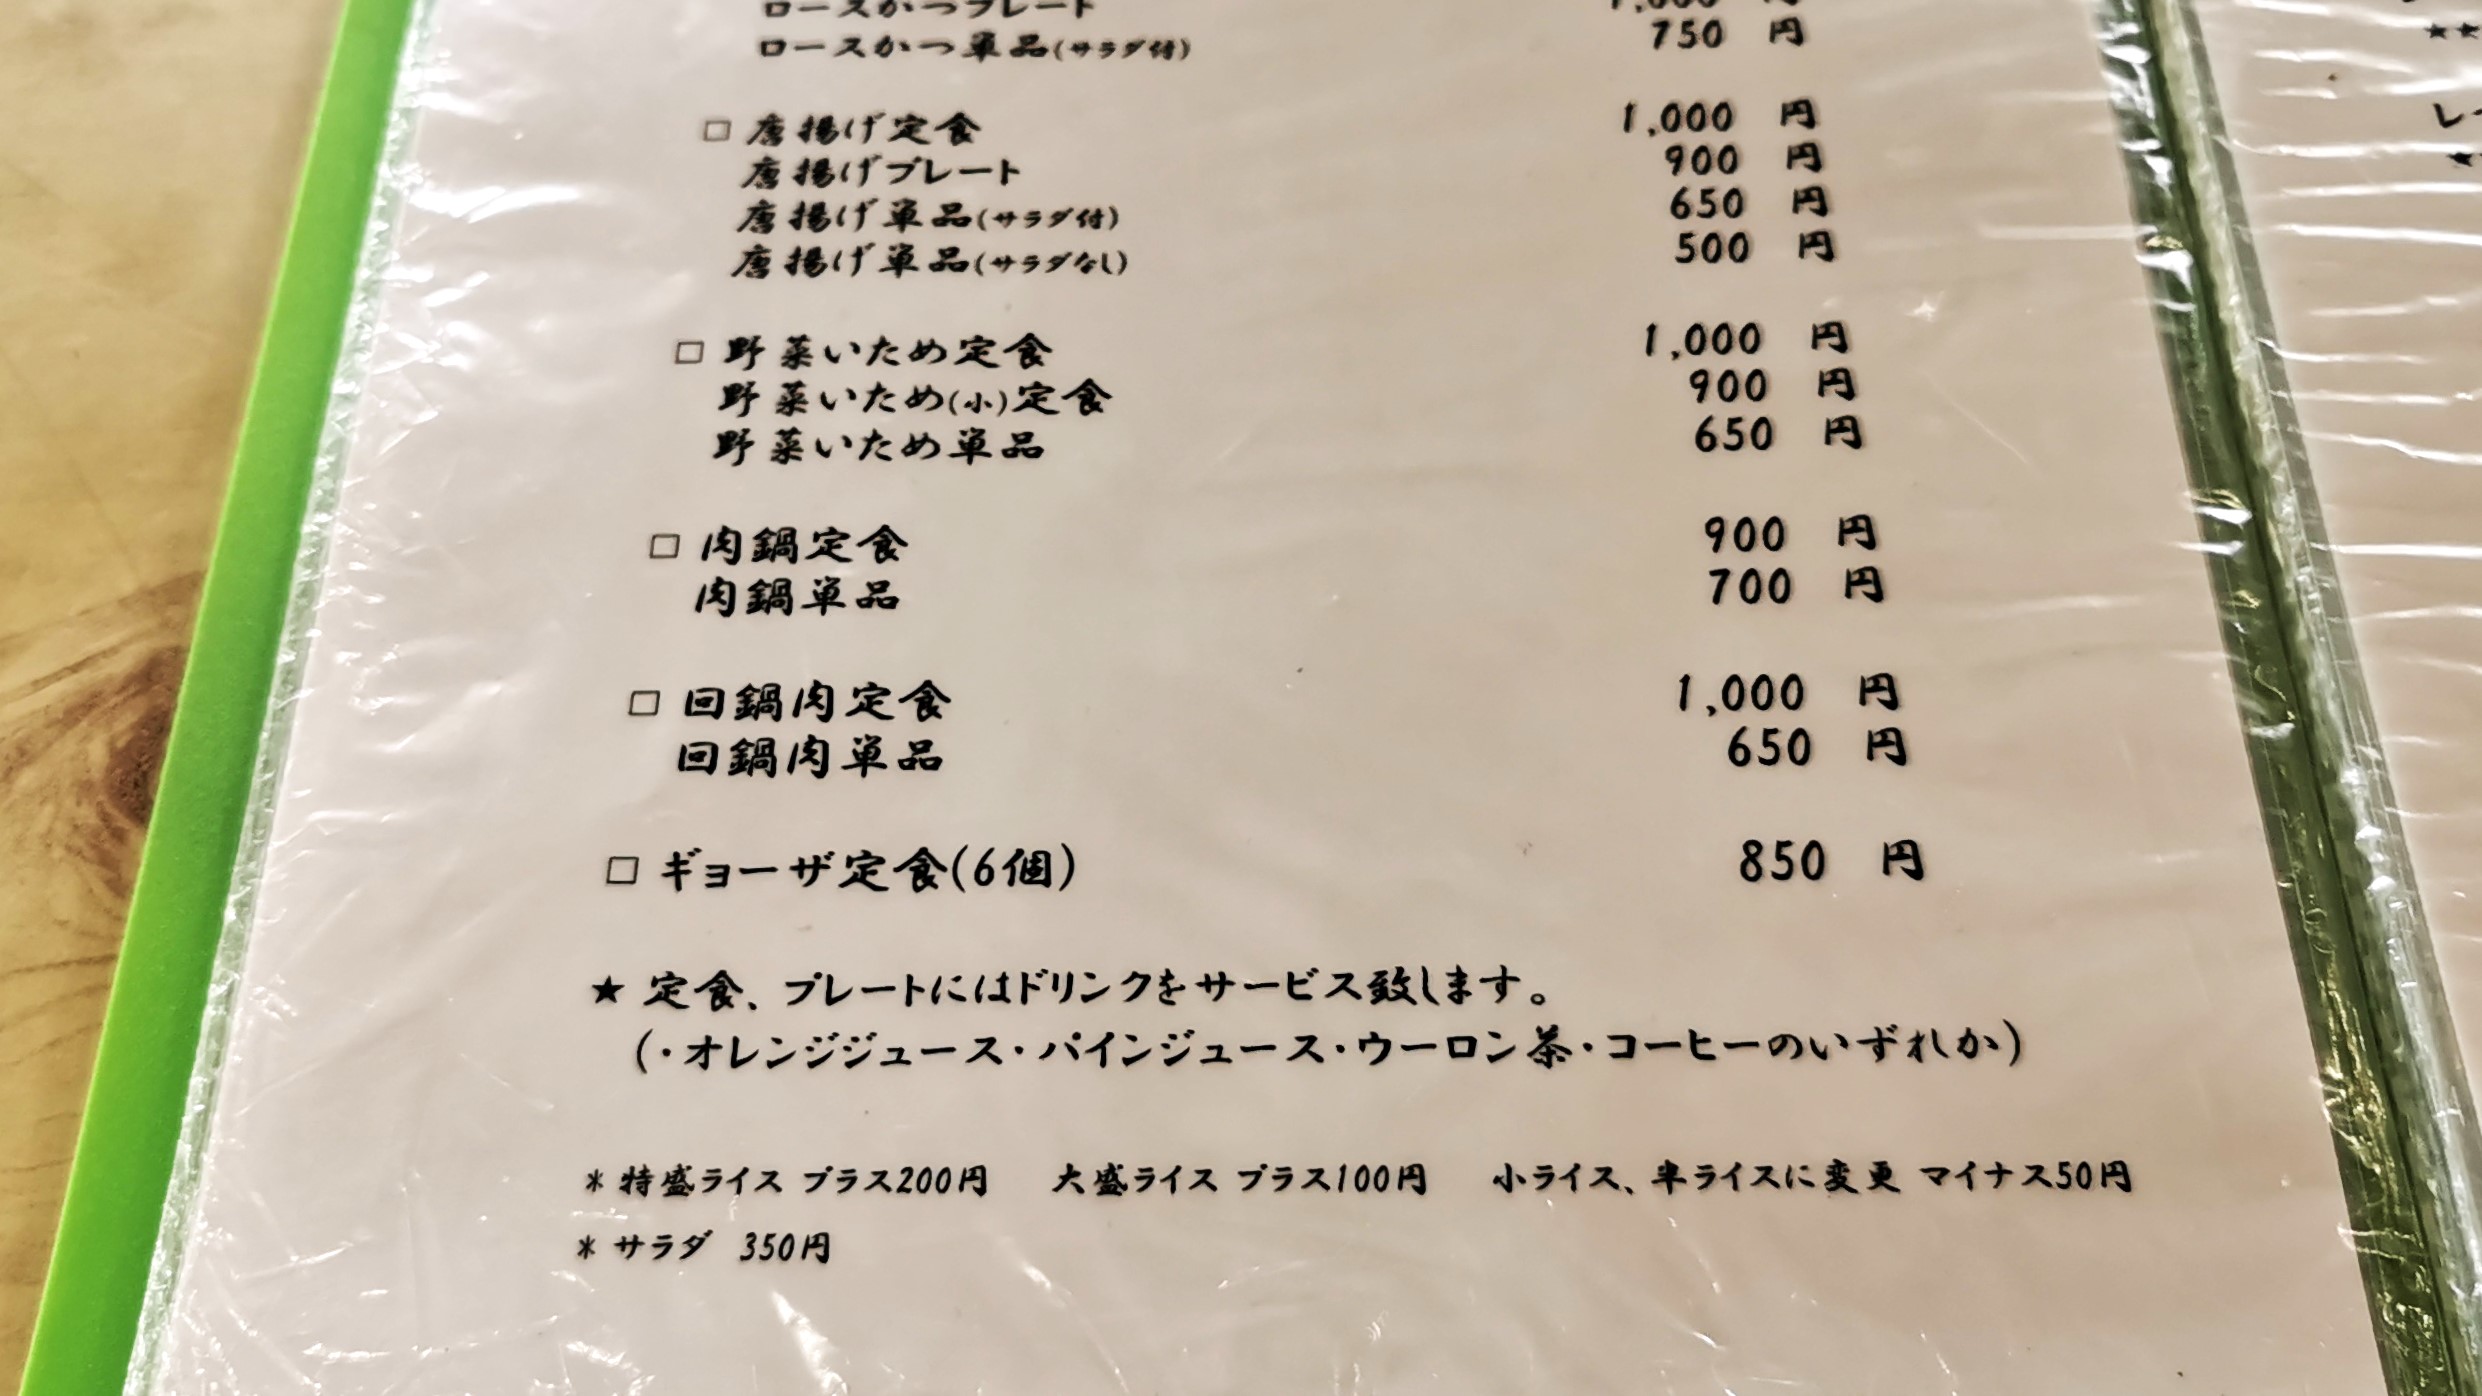 ロースかつプレート
ロースかつ単品(サラダ付) 750 円
□ 唐揚げ定食 1,000 円
唐揚げプレート 900 円
唐揚げ単品(サラダ付) 650 円
唐揚げ単品(サラダなし) 500 円
□ 野菜いため定食 1,000 円
野菜いため(小)定食 900 円
野菜いため単品 650 円
□ 肉鍋定食 900 円
肉鍋単品 700 円
□ 回鍋肉定食 1,000 円
回鍋肉単品 650 円
□ ギョーザ定食(6個) 850 円
★ 定食、プレートにはドリンクをサービス致します。
(・オレンジジュース・パインジュース・ウーロン茶・コーヒーのいずれか)
* 特盛ライス プラス200円 大盛ライス プラス100円 小ライス、半ライスに変更 マイナス50円
* サラダ 350円